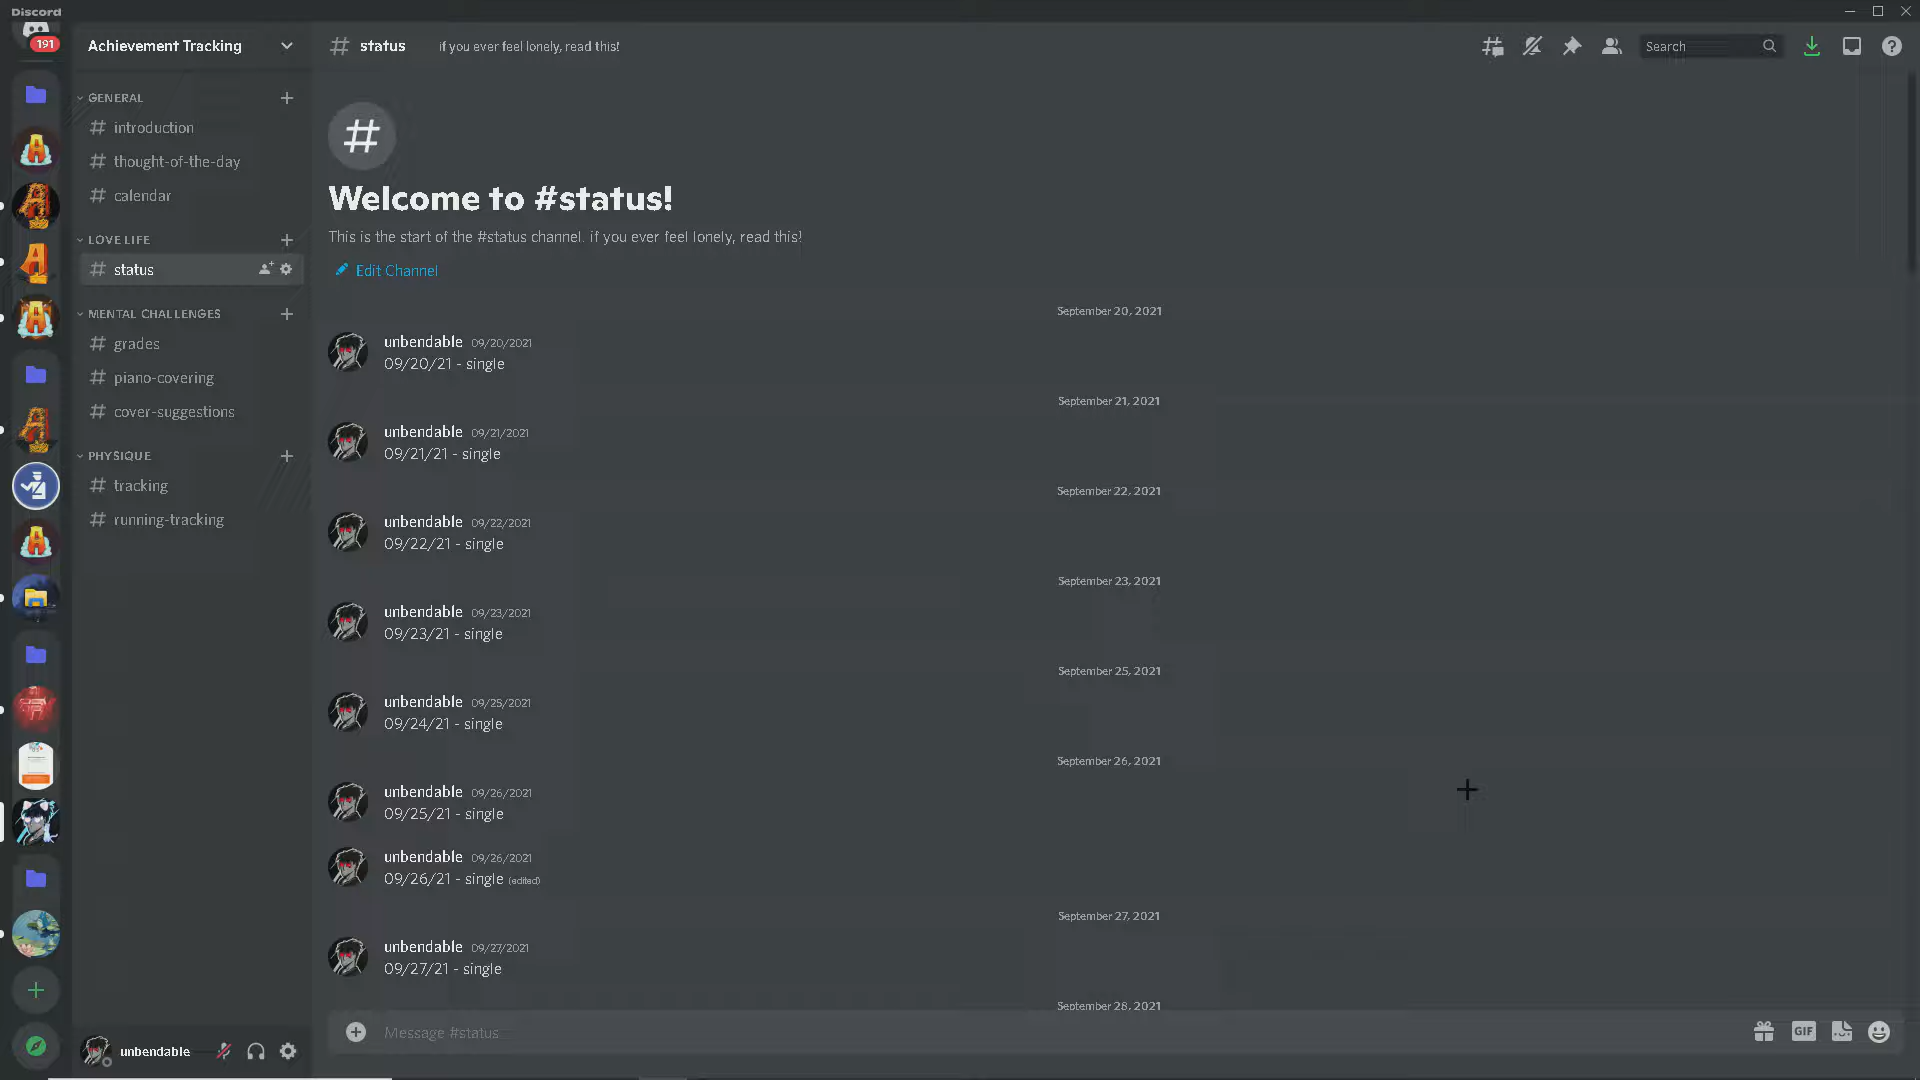 Discord
191
Achievement Tracking
GENERAL
introduction
thought-of-the-day
calendar
LOVE LIFE
status
MENTAL CHALLENGES
grades
piano-covering
cover-suggestions
PHYSIQUE
tracking
running-tracking
unbendable
# status if you ever feel lonely, read this!
Search
Welcome to #status!
This is the start of the #status channel. if you ever feel lonely, read this!
Edit Channel
September 20, 2021
unbendable 09/20/2021
09/20/21 - single
September 21, 2021
unbendable 09/21/2021
09/21/21 - single
September 22, 2021
unbendable 09/22/2021
09/22/21 - single
September 23, 2021
unbendable 09/23/2021
09/23/21 - single
September 25, 2021
unbendable 09/25/2021
09/24/21 - single
September 26, 2021
unbendable 09/26/2021
09/25/21 - single
unbendable 09/26/2021
09/26/21 - single (edited)
September 27, 2021
unbendable 09/27/2021
09/27/21 - single
September 28, 2021
Message #status
GIF